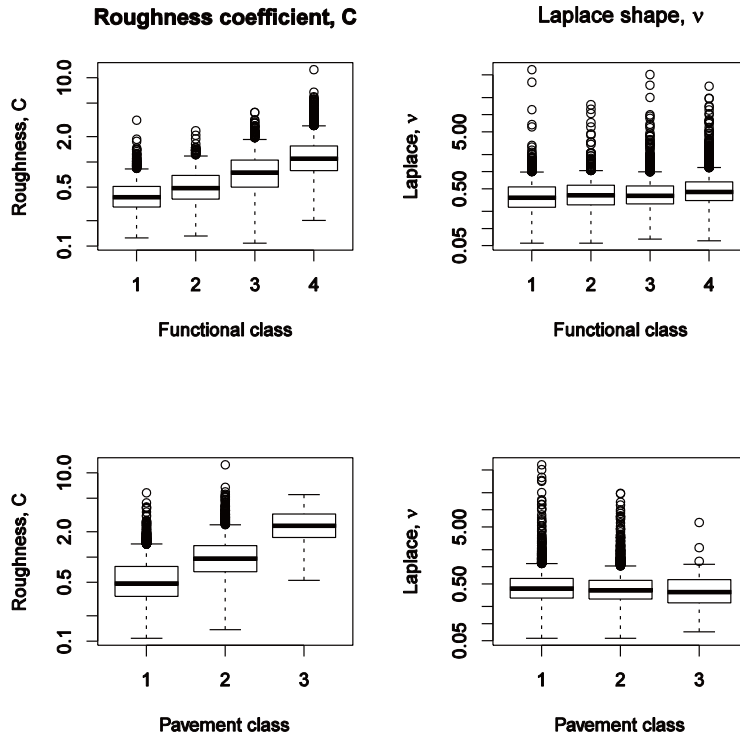 Roughness coefficient, C
Laplace shape, ν
Roughness, C
10.0
2.0
0.5
0.1
1 2 3 4
Functional class
Laplace, ν
5.00
0.50
0.05
1 2 3 4
Functional class
Roughness, C
10.0
2.0
0.5
0.1
1 2 3
Pavement class
Laplace, ν
5.00
0.50
0.05
1 2 3
Pavement class